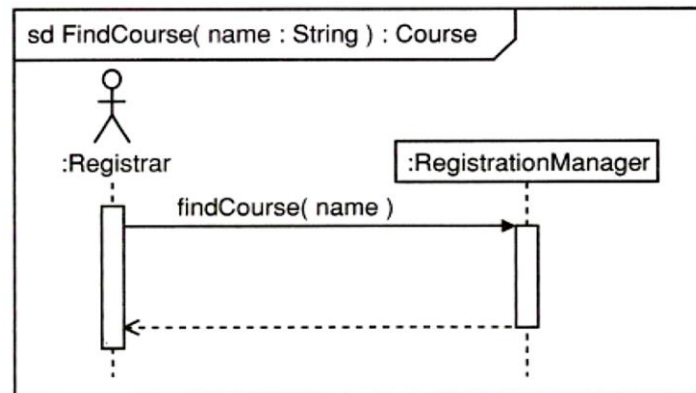 sd FindCourse( name : String ) : Course
:Registrar
:RegistrationManager
findCourse( name )